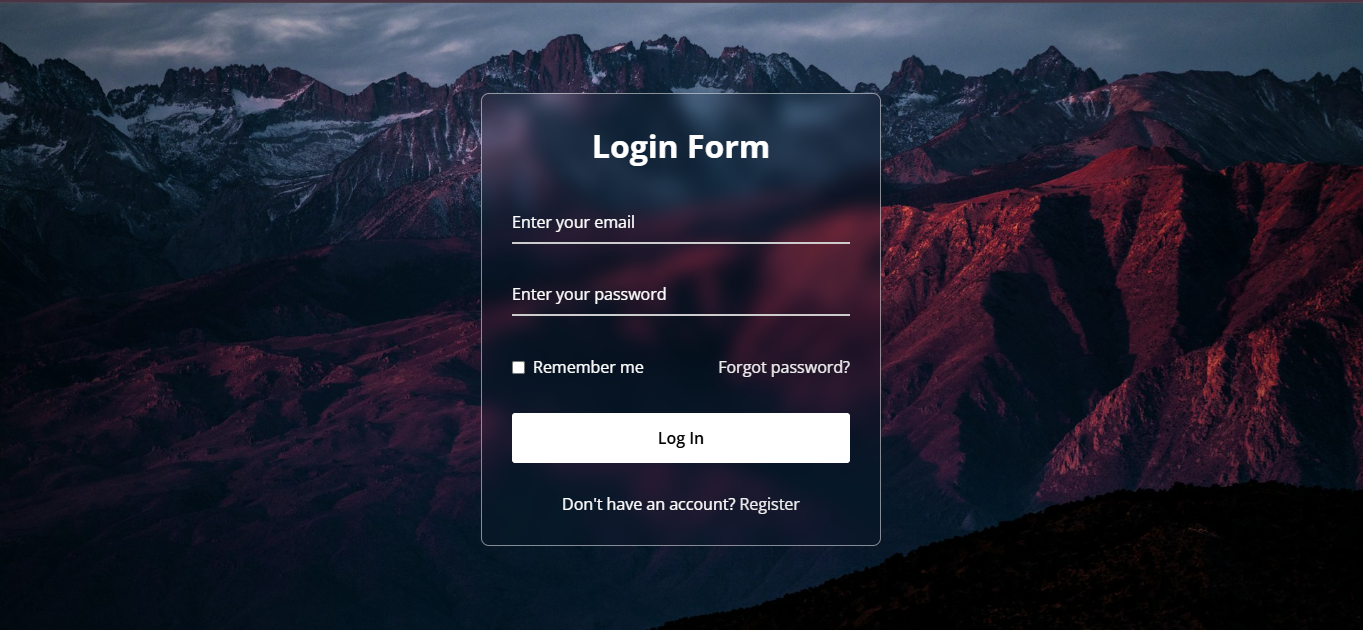 Login Form
Enter your email
Enter your password
Remember me Forgot password?
Log In
Don't have an account? Register